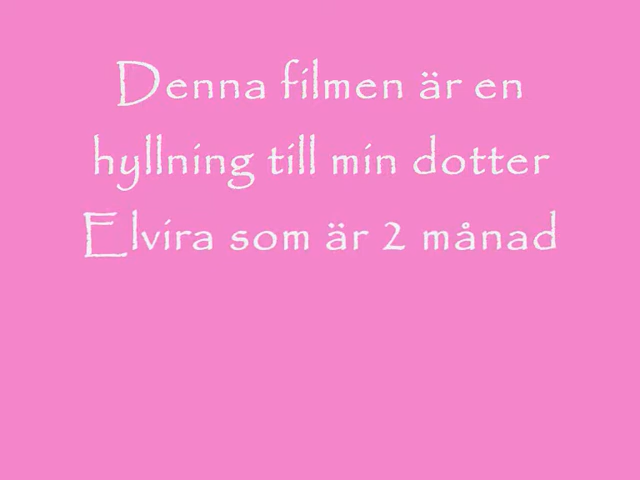 Denna filmen är en
hyllning till min dotter
Elvira som är 2 månad